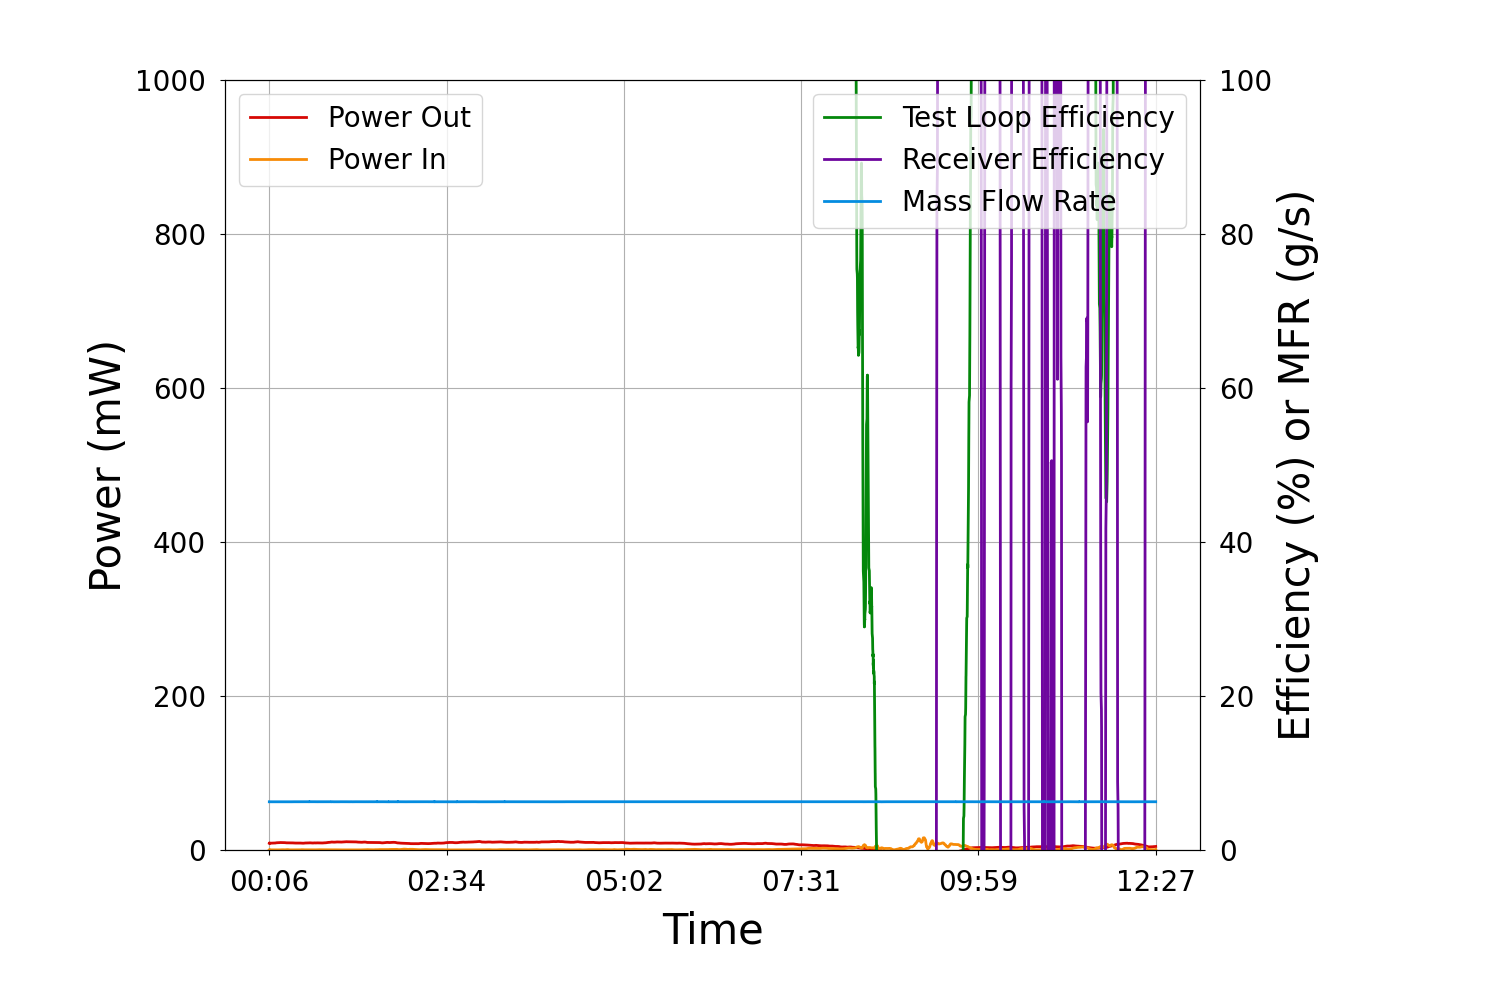 1000
800
600
400
200
0
Power (mW)
Power Out
Power In
Test Loop Efficiency
Receiver Efficiency
Mass Flow Rate
100
80
60
40
20
0
Efficiency (%) or MFR (g/s)
00:06 02:34 05:02 07:31 09:59 12:27
Time